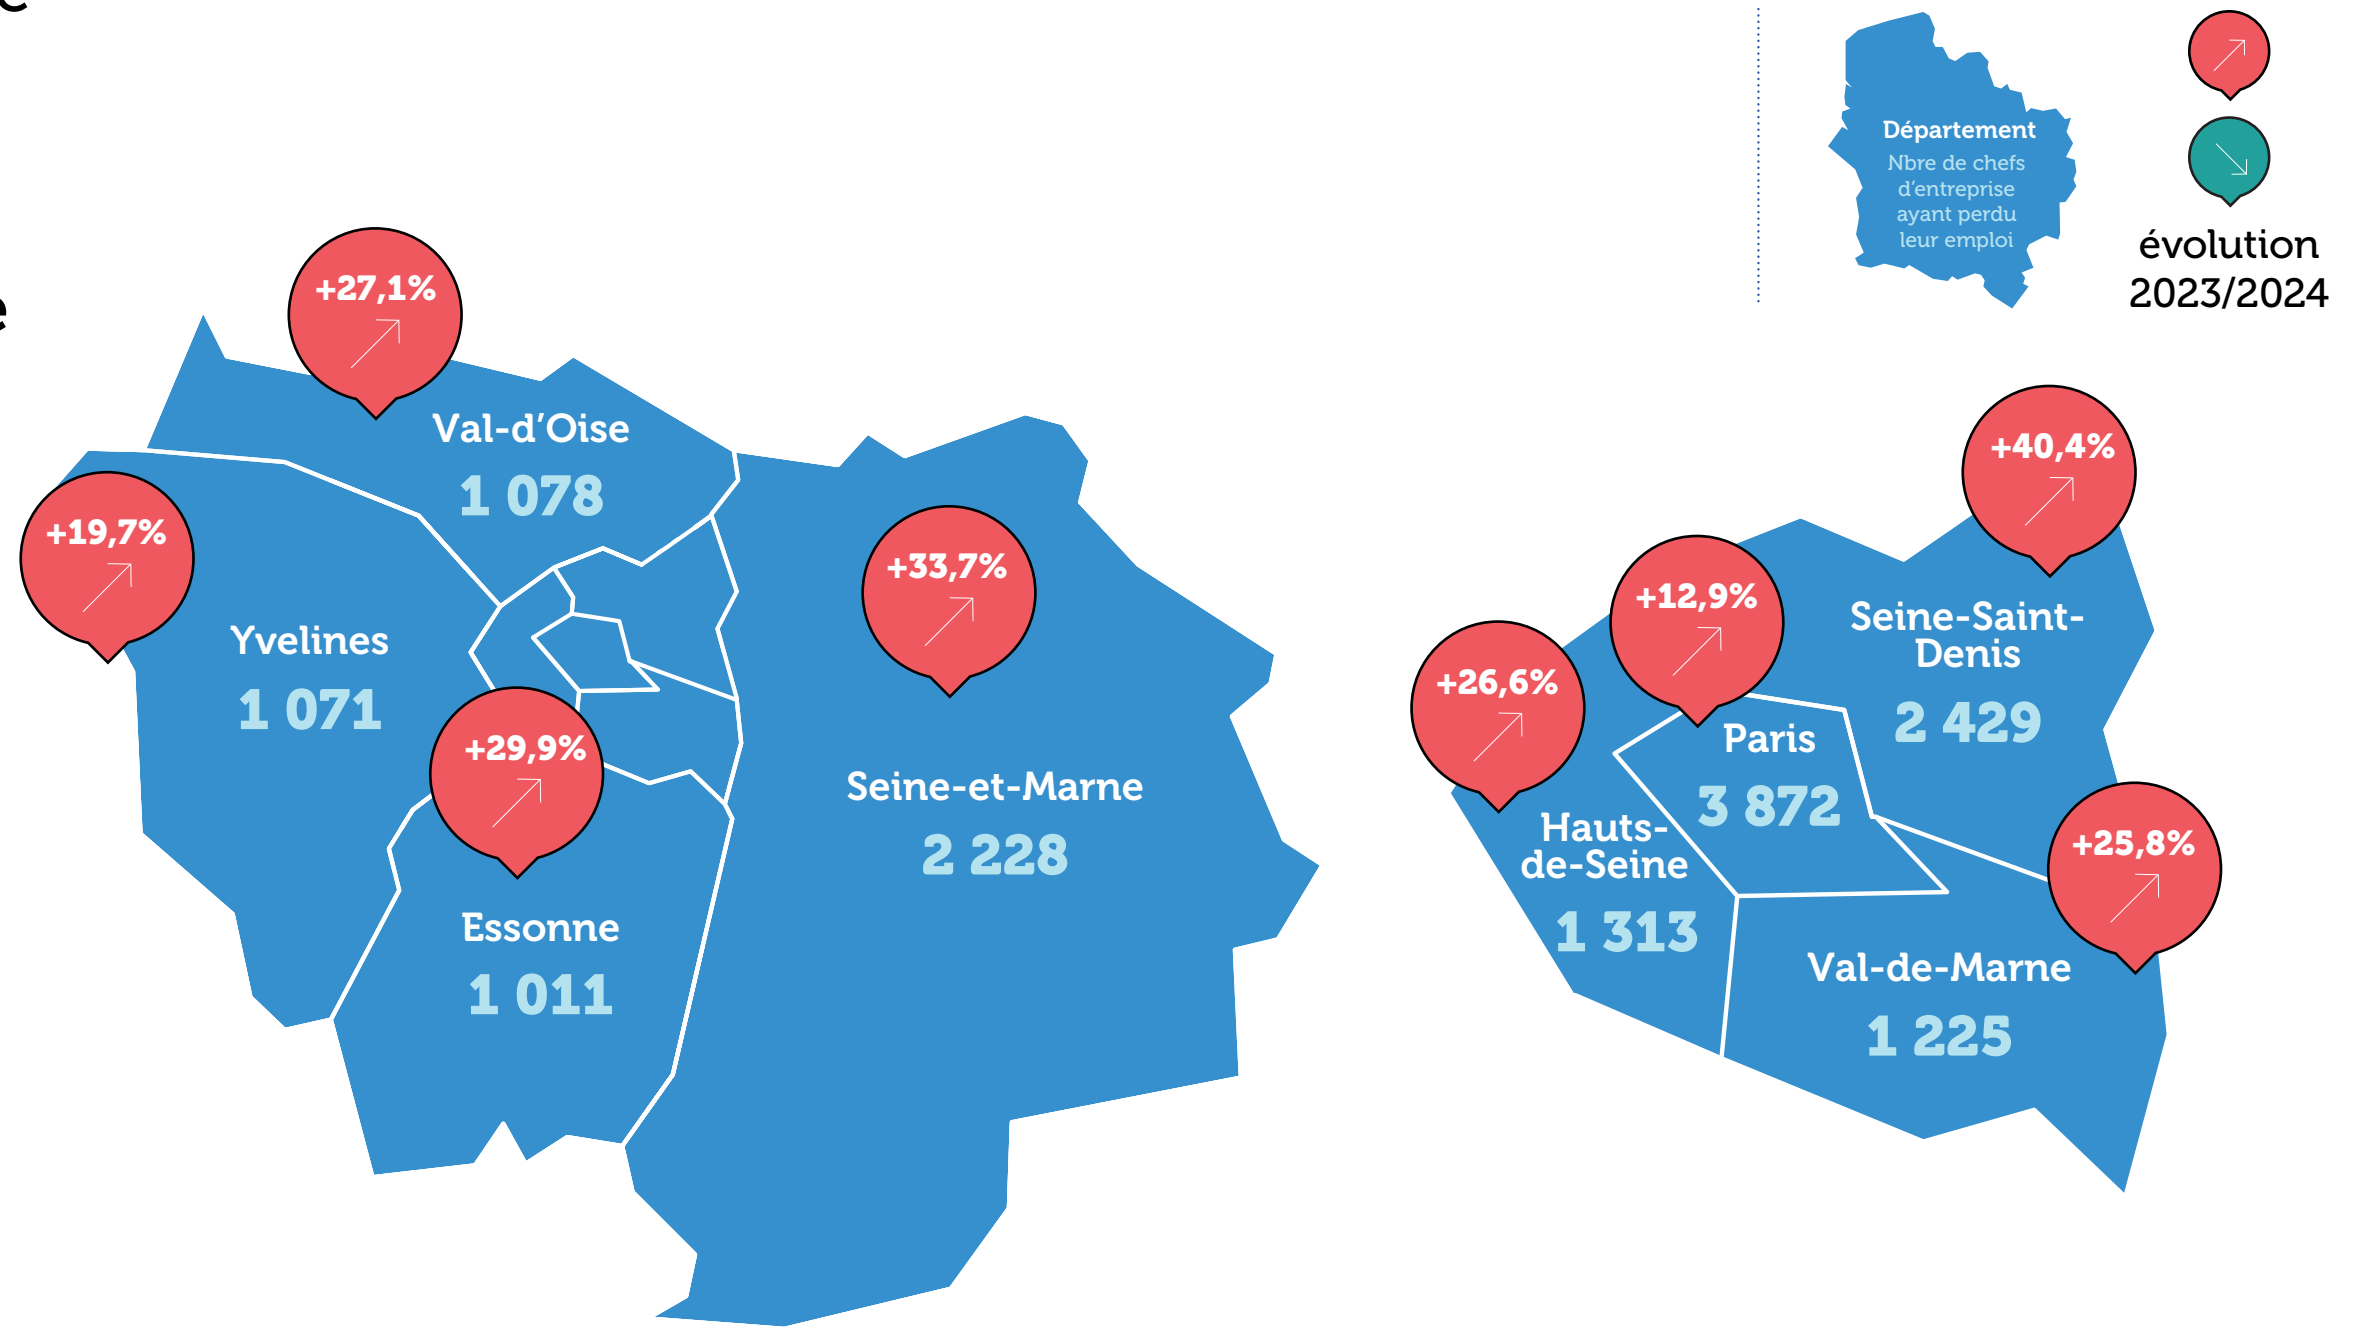 Département
Nbre de chefs
d'entreprise
ayant perdu
leur emploi
évolution
2023/2024
+27,1%
Val-d'Oise
1 078
+19,7%
Yvelines
1 071
+33,7%
Seine-et-Marne
2 228
+29,9%
Essonne
1 011
+40,4%
Seine-Saint-
Denis
2 429
+12,9%
Paris
3 872
+26,6%
Hauts-
de-Seine
1 313
+25,8%
Val-de-Marne
1 225